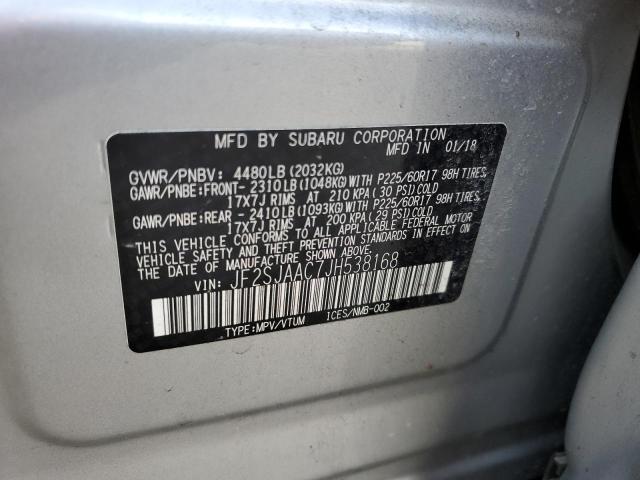 MFD BY SUBARU CORPORATION
MFD IN 01/18
GVWR/PNBV: 4480LB (2032KG)
GAWR/PNBE:FRONT- 2310LB (1048KG) WITH P225/60R17 98H TIRES,
17X7J RIMS AT 210 KPA (30 PSI) COLD
GAWR/PNBE:REAR - 2410LB (1093KG) WITH P225/60R17 98H TIRES,
17X7J RIMS AT 200 KPA (29 PSI) COLD
THIS VEHICLE CONFORMS TO ALL APPLICABLE FEDERAL MOTOR
VEHICLE SAFETY STANDARDS IN EFFECT ON
THE DATE OF MANUFACTURE SHOWN ABOVE.
VIN: JF2SJAAC7JH538168
TYPE:MPV/VTUM ICES/NMB-002